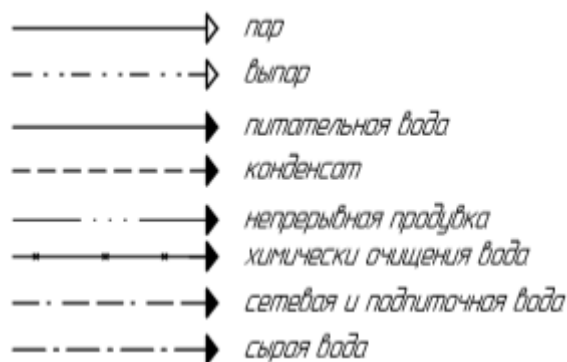 пар
выпар
питательная вода
конденсат
непрерывная продувка
химически очищения вода
сетевая и подпиточная вода
сырая вода